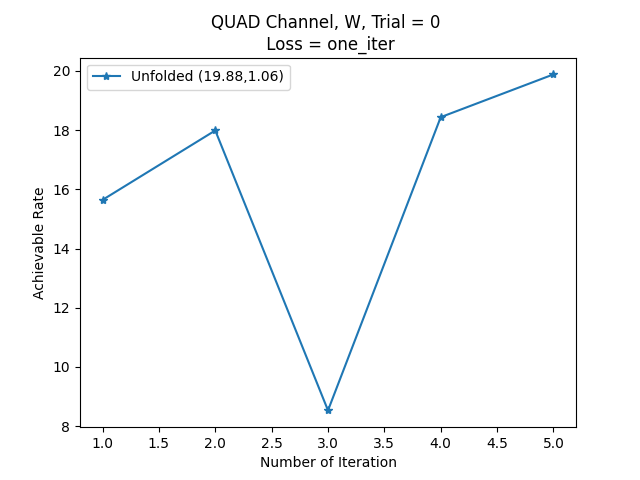 QUAD Channel, W, Trial = 0
Loss = one_iter
Unfolded (19.88,1.06)
20
18
16
14
12
10
8
Achievable Rate
1.0 1.5 2.0 2.5 3.0 3.5 4.0 4.5 5.0
Number of Iteration